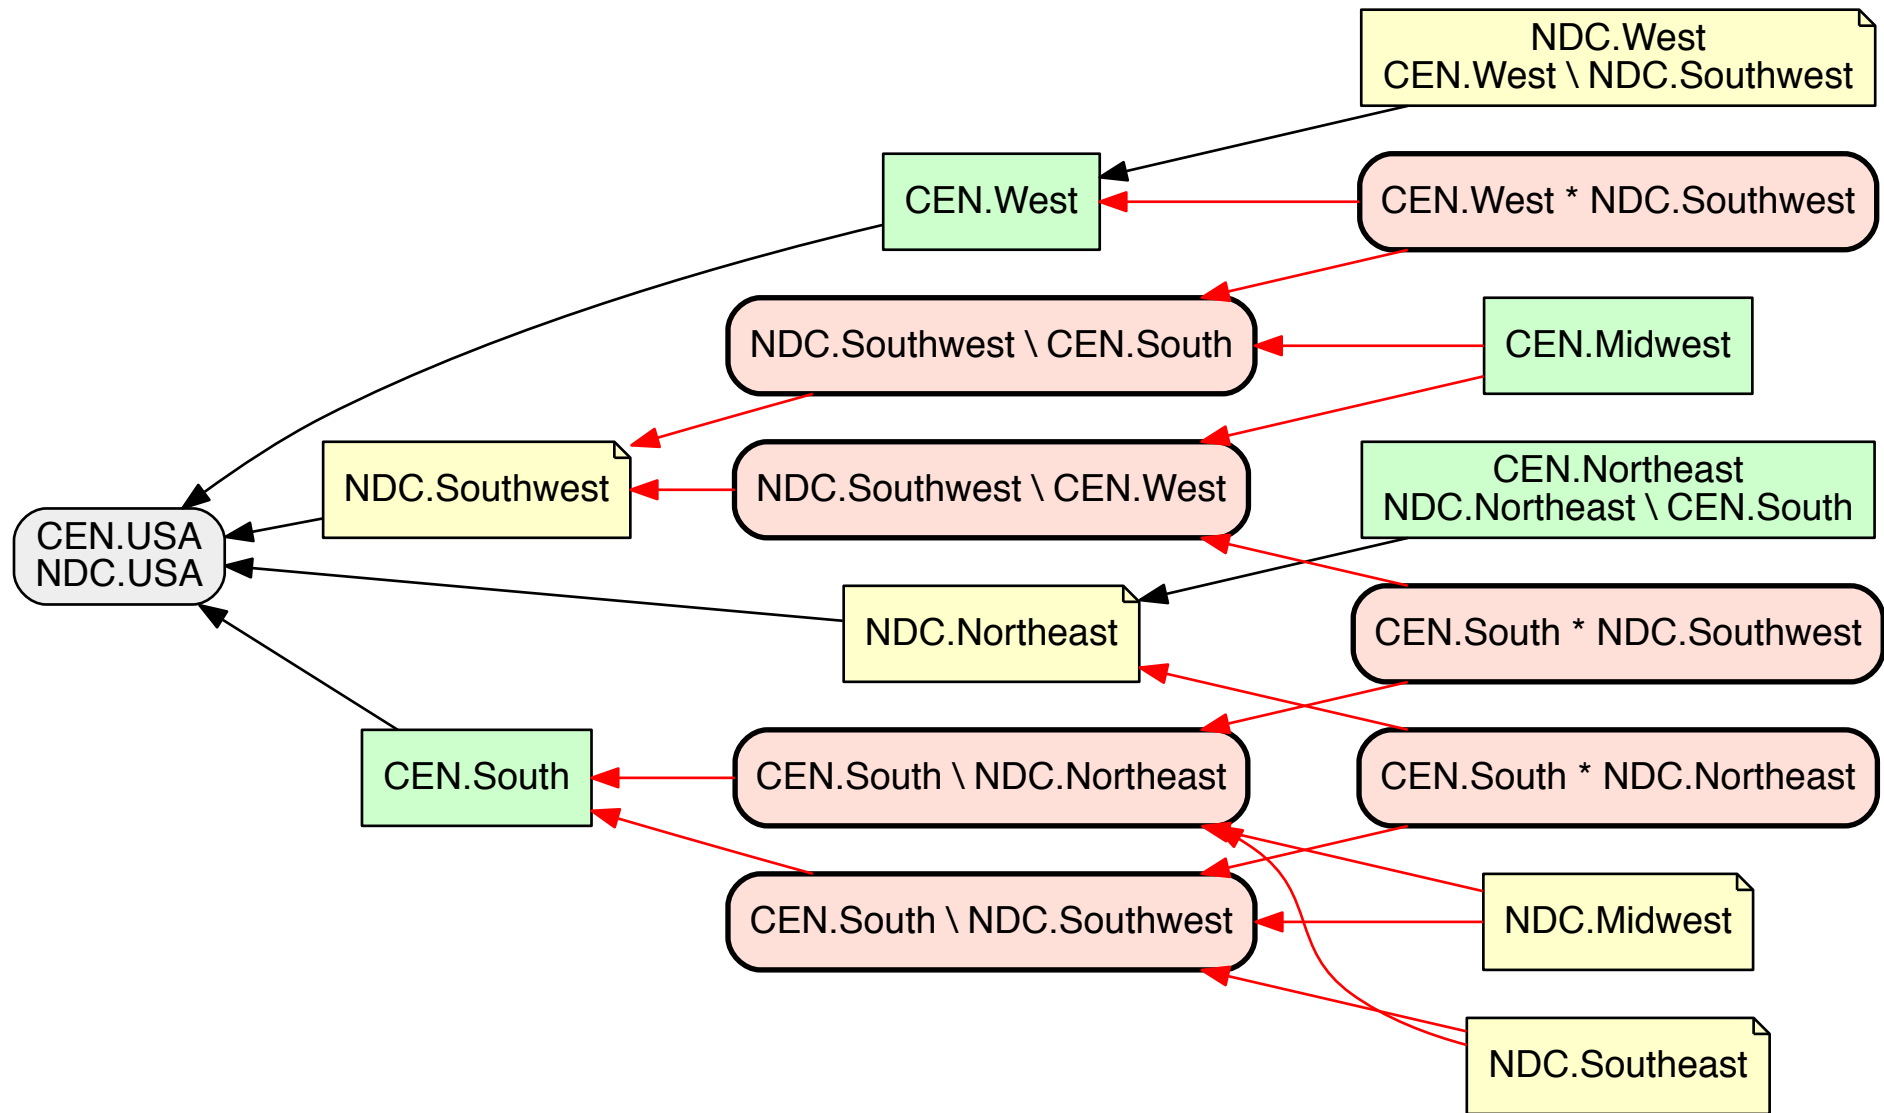 NDC.West
CEN.West \ NDC.Southwest
CEN.West
CEN.West * NDC.Southwest
NDC.Southwest \ CEN.South
CEN.Midwest
NDC.Southwest
NDC.Southwest \ CEN.West
CEN.Northeast
NDC.Northeast \ CEN.South
CEN.USA
NDC.USA
NDC.Northeast
CEN.South * NDC.Southwest
CEN.South
CEN.South \ NDC.Northeast
CEN.South * NDC.Northeast
CEN.South \ NDC.Southwest
NDC.Midwest
NDC.Southeast